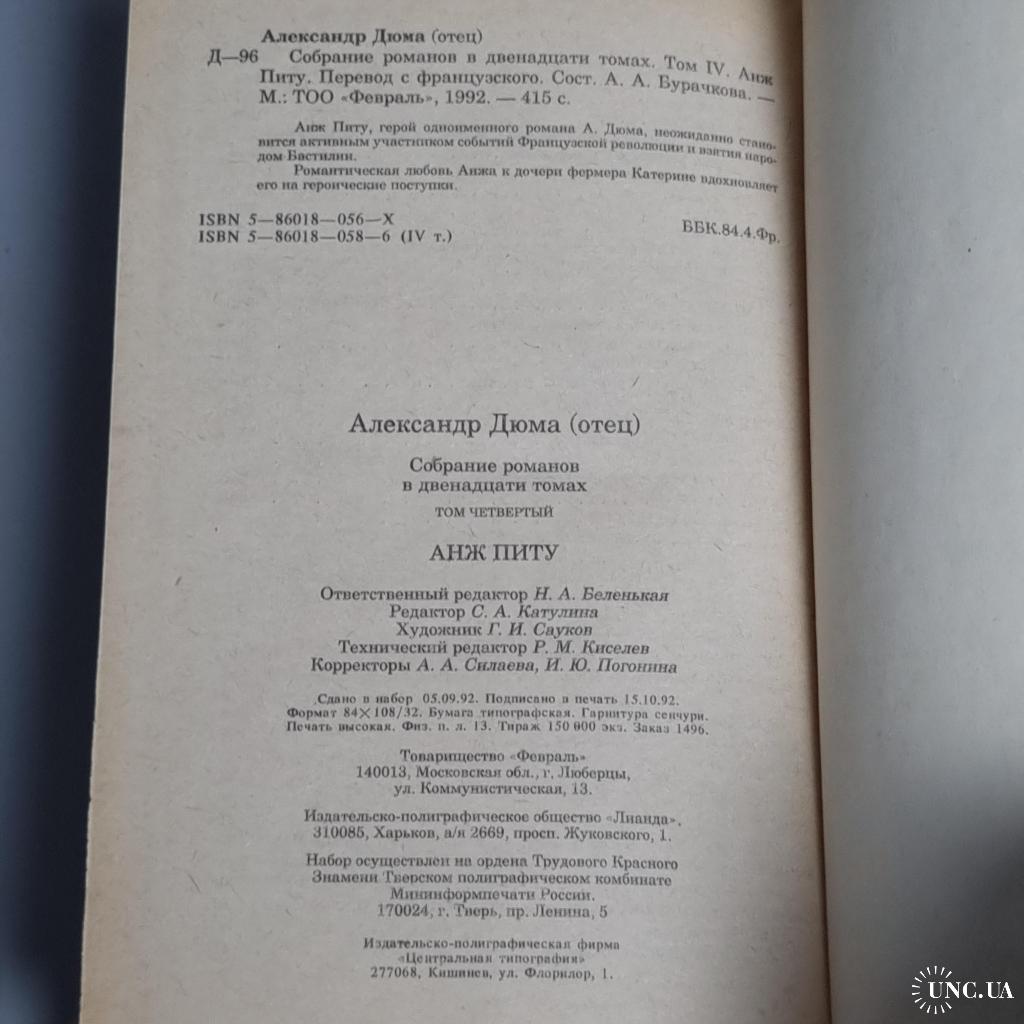 Александр Дюма (отец)
Д—96 Собрание романов в двенадцати томах. Том IV. Анж
Питу. Перевод с французского. Сост. А. А. Бурачкова. —
М.: ТОО «Февраль», 1992. — 415 с.
Анж Питу, герой одноименного романа А. Дюма, неожиданно стано-
вится активным участником событий Французской революции и взятия наро-
дом Бастилии.
Романтическая любовь Анжа к дочери фермера Катерине вдохновляет
его на героические поступки.
ISBN 5—86018—056—X
ISBN 5—86018—058—6 (IV т.)
ББК.84.4.Фр.
Александр Дюма (отец)
Собрание романов
в двенадцати томах
ТОМ ЧЕТВЕРТЫЙ
АНЖ ПИТУ
Ответственный редактор Н. А. Беленькая
Редактор С. А. Катулина
Художник Г. И. Сауков
Технический редактор Р. М. Киселев
Корректоры А. А. Силаева, И. Ю. Погонина
Сдано в набор 05.09.92. Подписано в печать 15.10.92.
Формат 84×108/32. Бумага типографская. Гарнитура сенчури.
Печать высокая. Физ. п. л. 13. Тираж 150 000 экз. Заказ 1496.
Товарищество «Февраль»
140013, Московская обл., г. Люберцы,
ул. Коммунистическая, 13.
Издательско-полиграфическое общество «Лианда».
310085, Харьков, а/я 2669, просп. Жуковского, 1.
Набор осуществлен на ордена Трудового Красного
Знамени Тверском полиграфическом комбинате
Мининформпечати России.
170024, г. Тверь, пр. Ленина, 5
Издательско-полиграфическая фирма
«Центральная типография»
277068, Кишинев, ул. Флорилор, 1.
UNC.UA